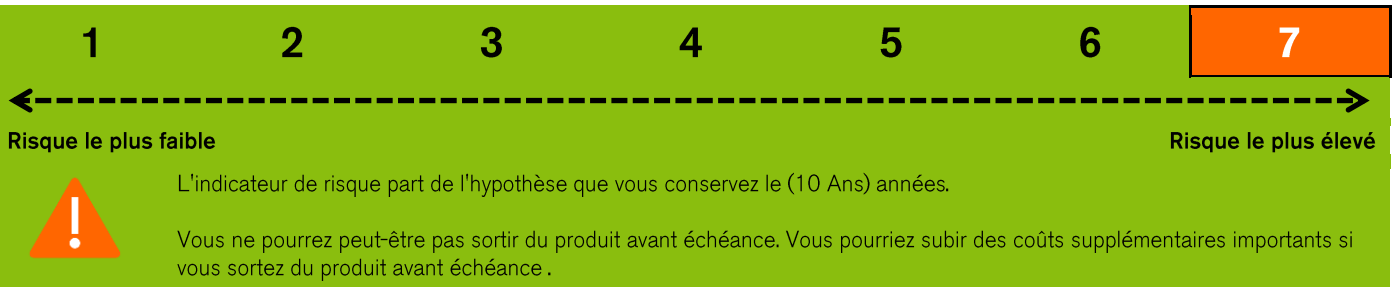 1 2 3 4 5 6 7
Risque le plus faible Risque le plus élevé
L'indicateur de risque part de l'hypothèse que vous conservez le (10 Ans) années.
Vous ne pourrez peut-être pas sortir du produit avant échéance. Vous pourriez subir des coûts supplémentaires importants si
vous sortez du produit avant échéance .